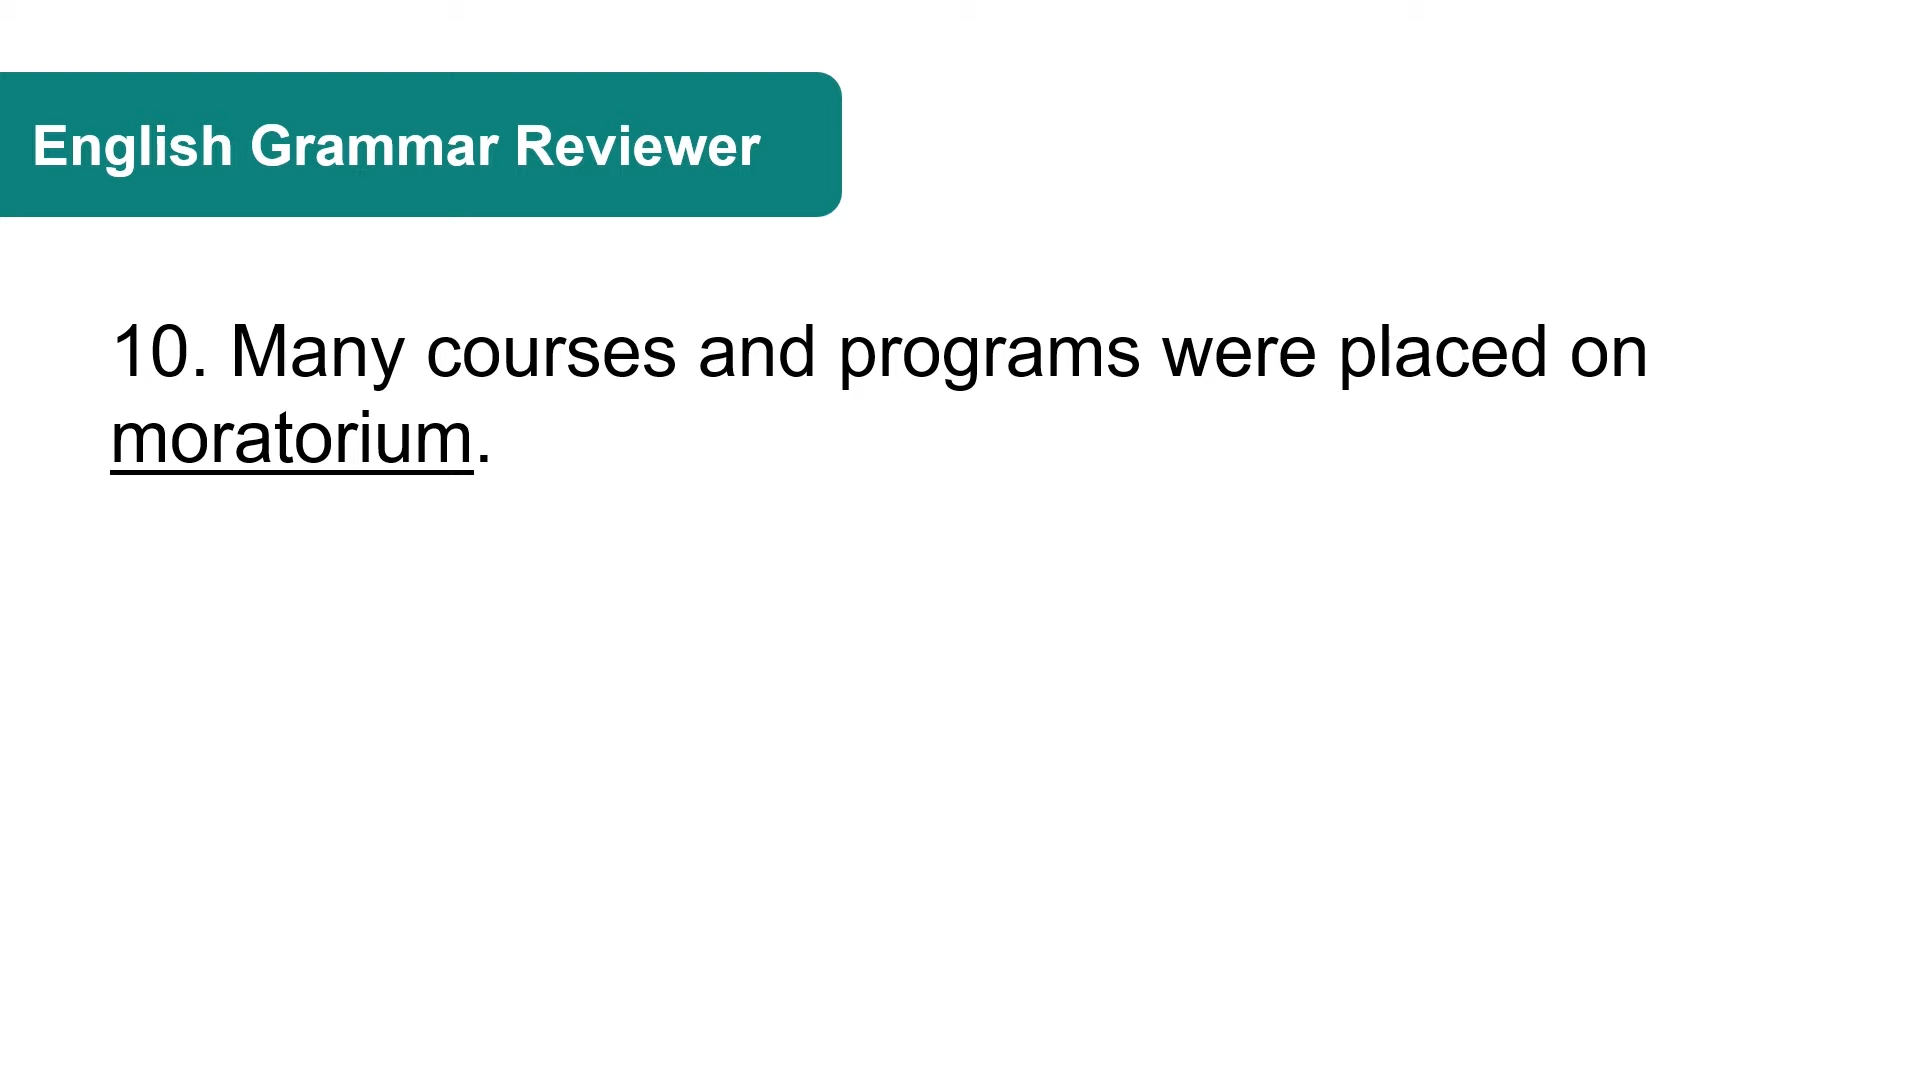 English Grammar Reviewer
10. Many courses and programs were placed on
moratorium.